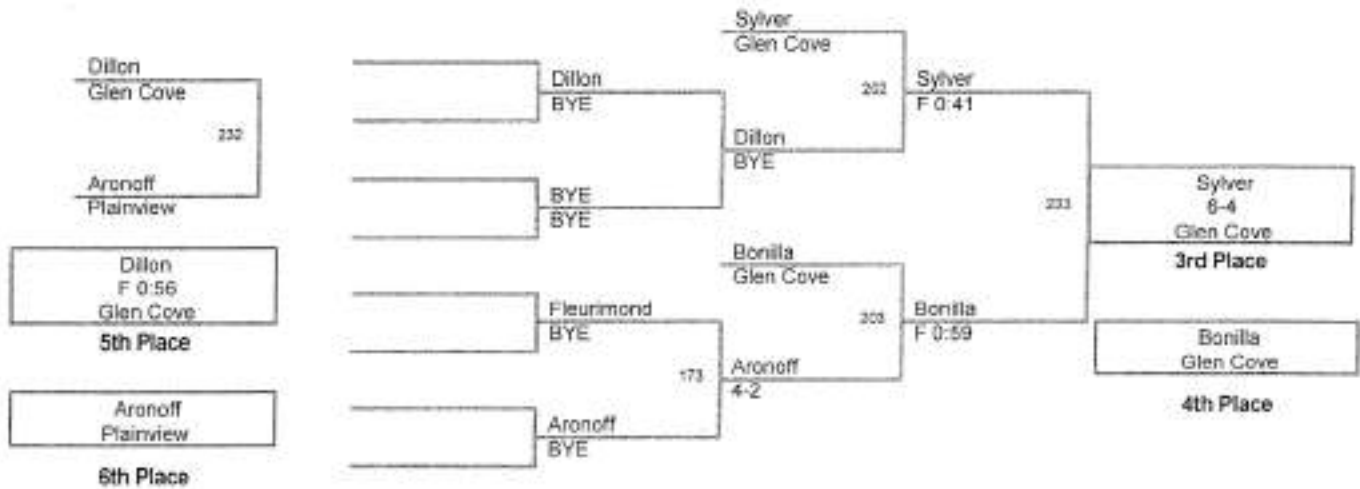 Dillon
Glen Cove
232
Aronoff
Plainview
Dillon
F 0:56
Glen Cove
5th Place
Aronoff
Plainview
6th Place
Dillon
BYE
BYE
BYE
Fleurimond
BYE
Aronoff
BYE
Dillon
BYE
173
Aronoff
4-2
Sylver
Glen Cove
202
Bonilla
Glen Cove
203
Sylver
F 0:41
Bonilla
F 0:59
233
Sylver
6-4
Glen Cove
3rd Place
Bonilla
Glen Cove
4th Place